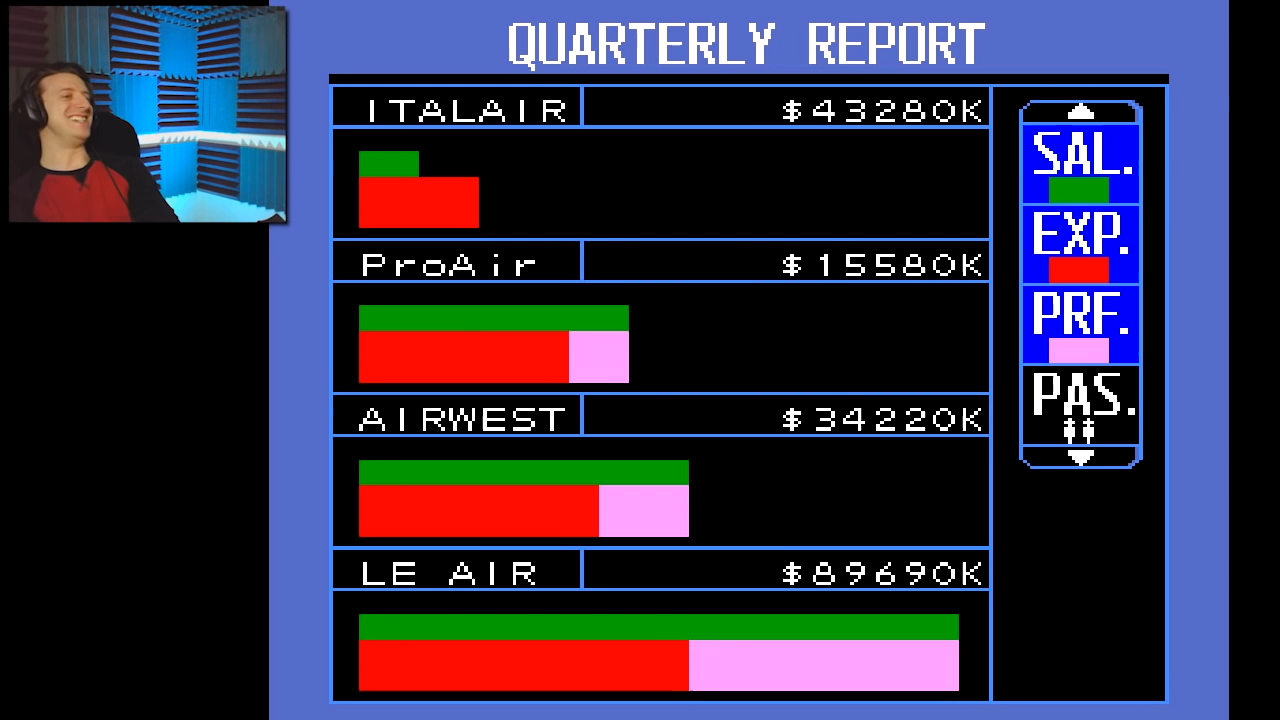 QUARTERLY REPORT
ITALAIR $43280K
ProAir $15580K
AIRWEST $34220K
LE AIR $89690K
SAL.
EXP.
PRF.
PAS.